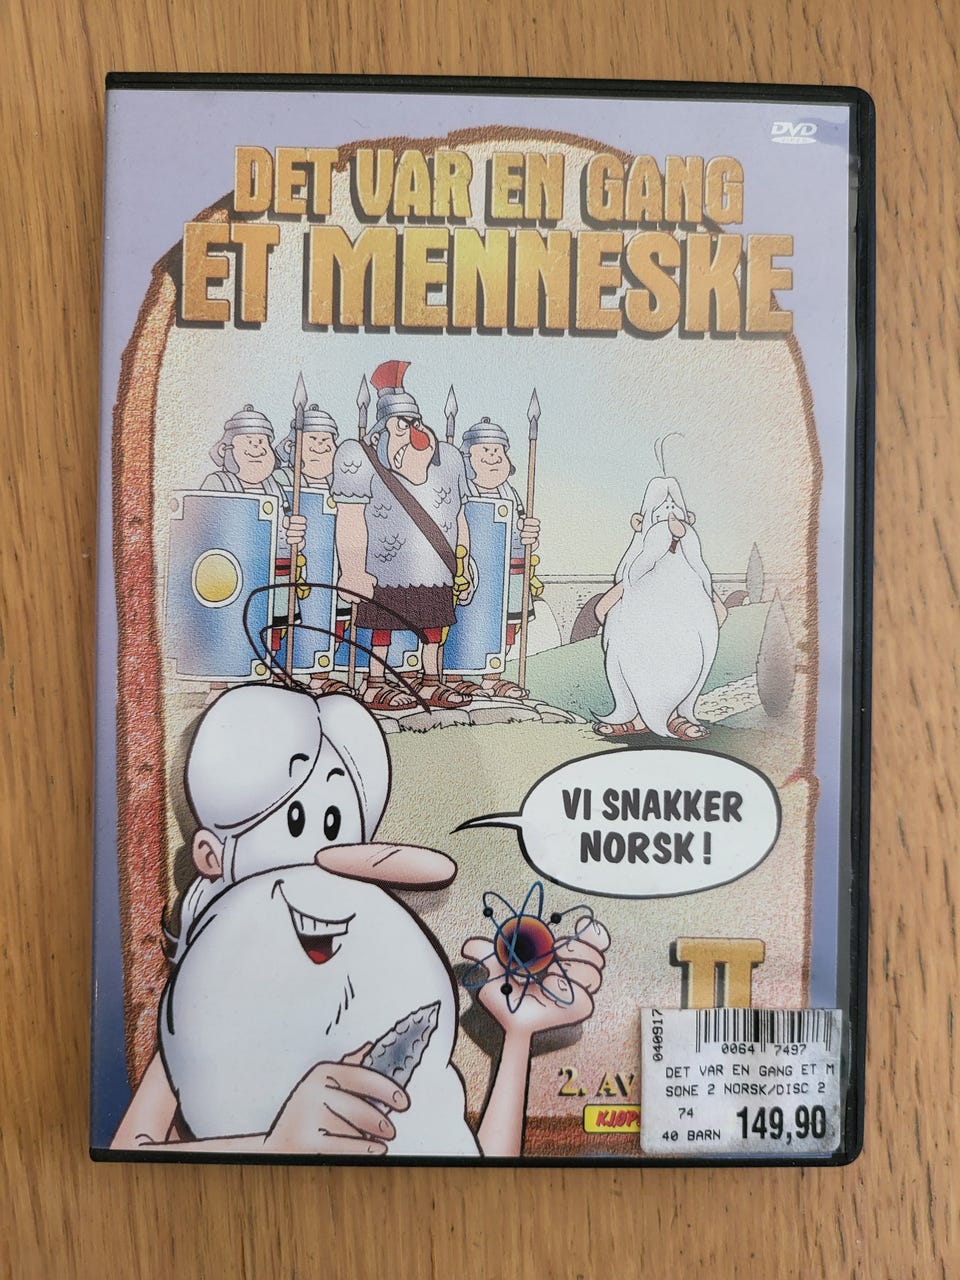 DVD
DET VAR EN GANG
ET MENNESKE
VI SNAKKER
NORSK!
II
2. AV
040917
0064 7497
DET VAR EN GANG ET M
SONE 2 NORSK/DISC 2
74
40 BARN 149,90